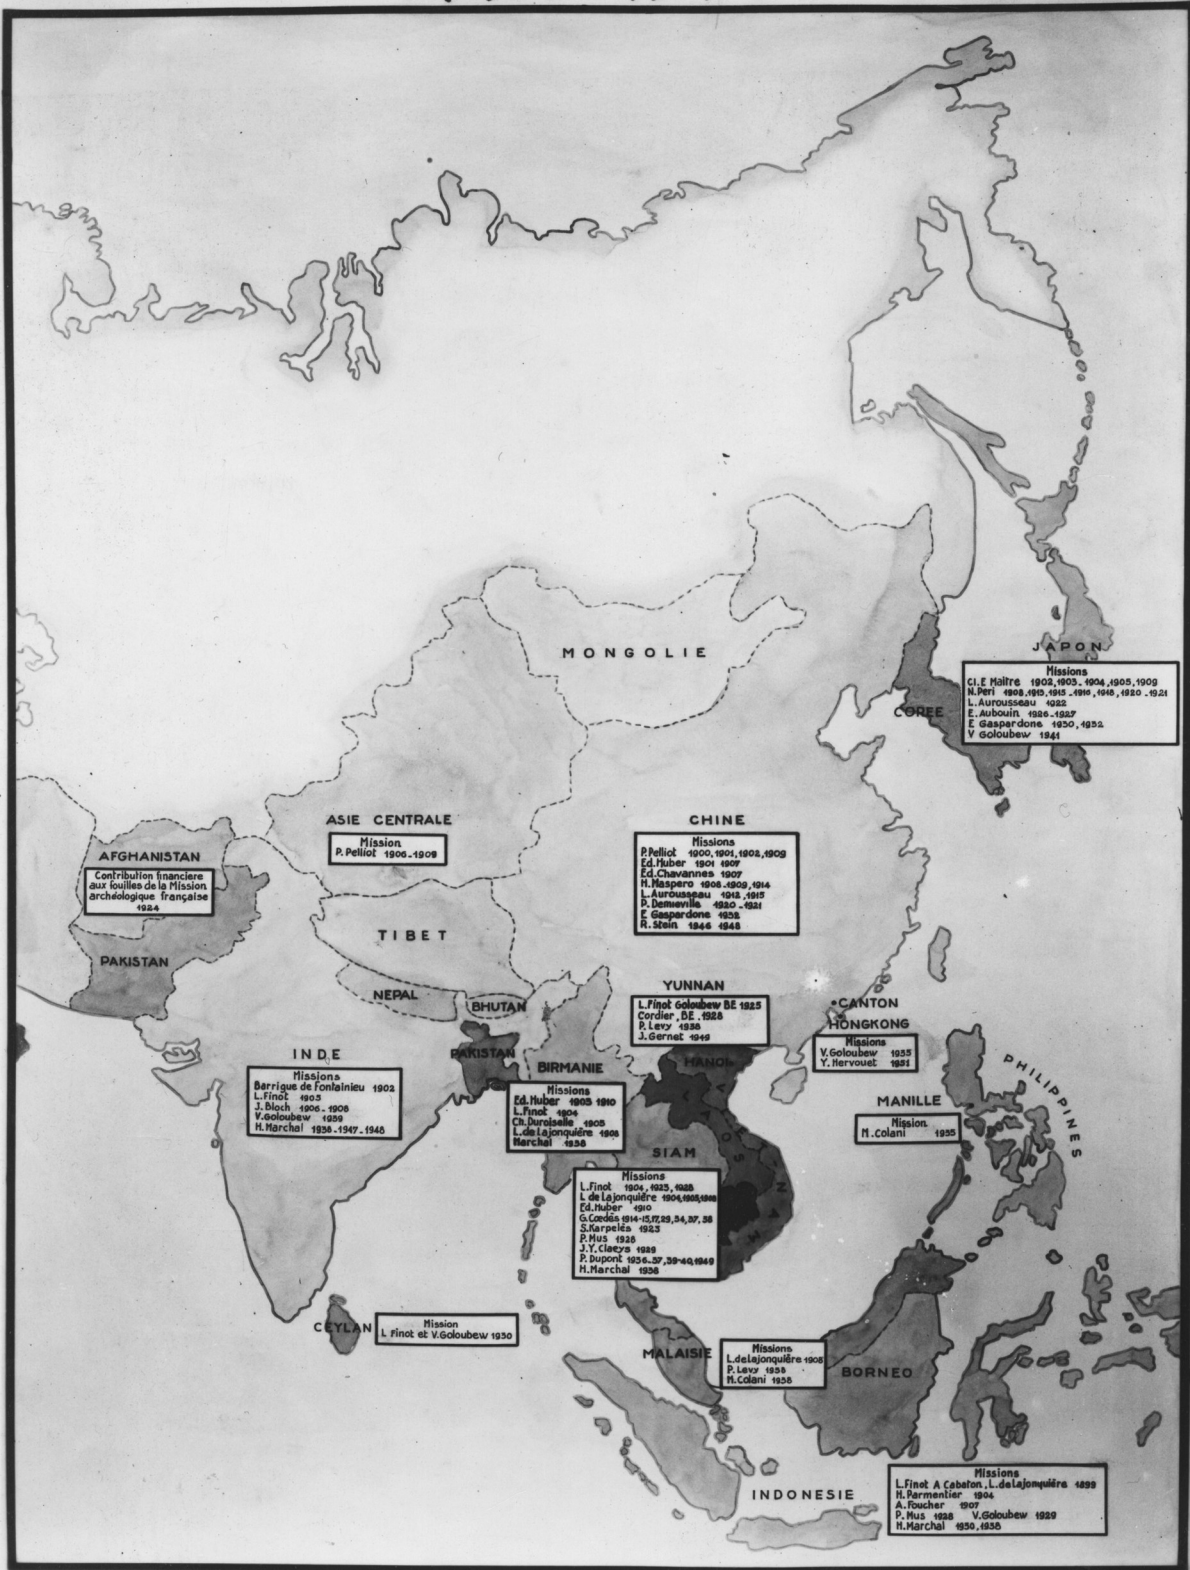 MONGOLIE
JAPON
Missions
Cl.E Maitre 1902,1903-1904,1905,1909
N.Peri 1908,1913,1915-1916,1918,1920-1921
L.Aurousseau 1922
E.Aubouin 1926-1927
E Gaspardone 1930,1932
V Goloubew 1941
COREE
ASIE CENTRALE
Mission
P.Pelliot 1906-1909
CHINE
Missions
P.Pelliot 1900,1901,1902,1909
Ed.Huber 1901 1907
Ed.Chavannes 1907
H.Maspero 1908-1909,1914
L.Aurousseau 1912,1915
P.Demieville 1920-1921
E Gaspardone 1932
R.Stein 1946 1948
AFGHANISTAN
Contribution financiere
aux fouilles de la Mission
archéologique française
1924
PAKISTAN
TIBET
NEPAL
BHUTAN
YUNNAN
L.Finot Goloubew BE 1925
Cordier, BE.1928
P.Levy 1938
J.Gernet 1949
CANTON
HONGKONG
Missions
V.Goloubew 1935
Y.Hervouet 1951
INDE
Missions
Barrigue de Fontainieu 1902
L.Finot 1903
J.Bloch 1906-1908
V.Goloubew 1939
H.Marchal 1938-1947-1948
PAKISTAN
BIRMANIE
Missions
Ed.Huber 1903 1910
L.Finot 1904
Ch.Duroiselle 1905
L.de Lajonquière 1908
Marchal 1938
HANOI
LAOS
VIETNAM
PHILIPPINES
MANILLE
Mission
M.Colani 1935
SIAM
Missions
L.Finot 1904,1923,1928
L de Lajonquière 1904,1905,1908
Ed.Huber 1910
G.Cœdès 1914-15,17,29,34,37,38
S.Karpelès 1923
P.Mus 1928
J.Y.Claeys 1929
P.Dupont 1936-37,39-40,1949
H.Marchal 1938
CEYLAN
Mission
L Finot et V.Goloubew 1930
MALAISIE
Missions
L.deLajonquière 1908
P.Levy 1938
M.Colani 1938
BORNEO
INDONESIE
Missions
L.Finot A Cabaton, L.deLajonquière 1899
H.Parmentier 1904
A.Foucher 1907
P.Mus 1928 V.Goloubew 1929
H.Marchal 1930,1938